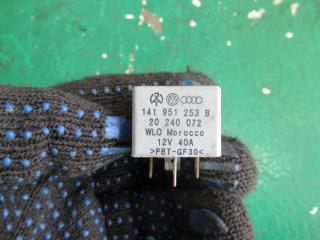 141 951 253 B
20 240 072
WLO Morocco
12V 40A
>PBT-GF30<